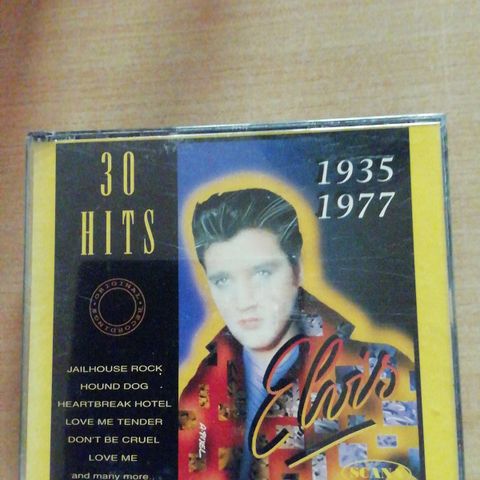 30
HITS
ORIGINAL RECORDINGS
JAILHOUSE ROCK
HOUND DOG
HEARTBREAK HOTEL
LOVE ME TENDER
DON'T BE CRUEL
LOVE ME
and many more...
1935
1977
Elvis
SCAN